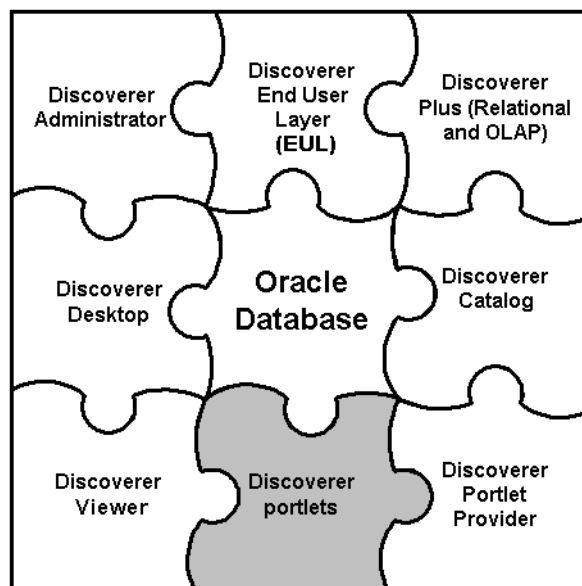 Discoverer
Administrator
Discoverer
End User
Layer
(EUL)
Discoverer
Plus (Relational
and OLAP)
Discoverer
Desktop
Oracle
Database
Discoverer
Catalog
Discoverer
Viewer
Discoverer
portlets
Discoverer
Portlet
Provider